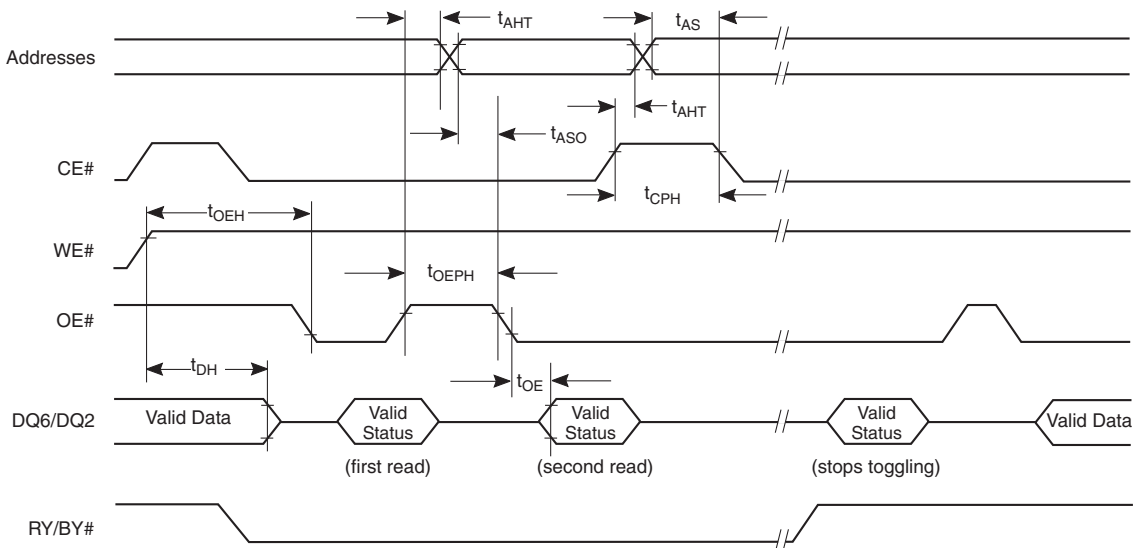 tAHT
tAS
Addresses
tAHT
tASO
CE#
tCPH
tOEH
WE#
tOEPH
OE#
tDH
tOE
DQ6/DQ2
Valid Data
Valid
Status
Valid
Status
Valid
Status
Valid Data
(first read)
(second read)
(stops toggling)
RY/BY#